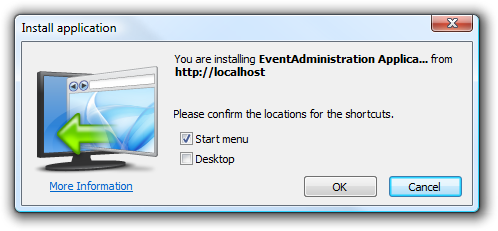 Install application
You are installing EventAdministration Applica... from
http://localhost
Please confirm the locations for the shortcuts.
Start menu
Desktop
More Information
OK
Cancel